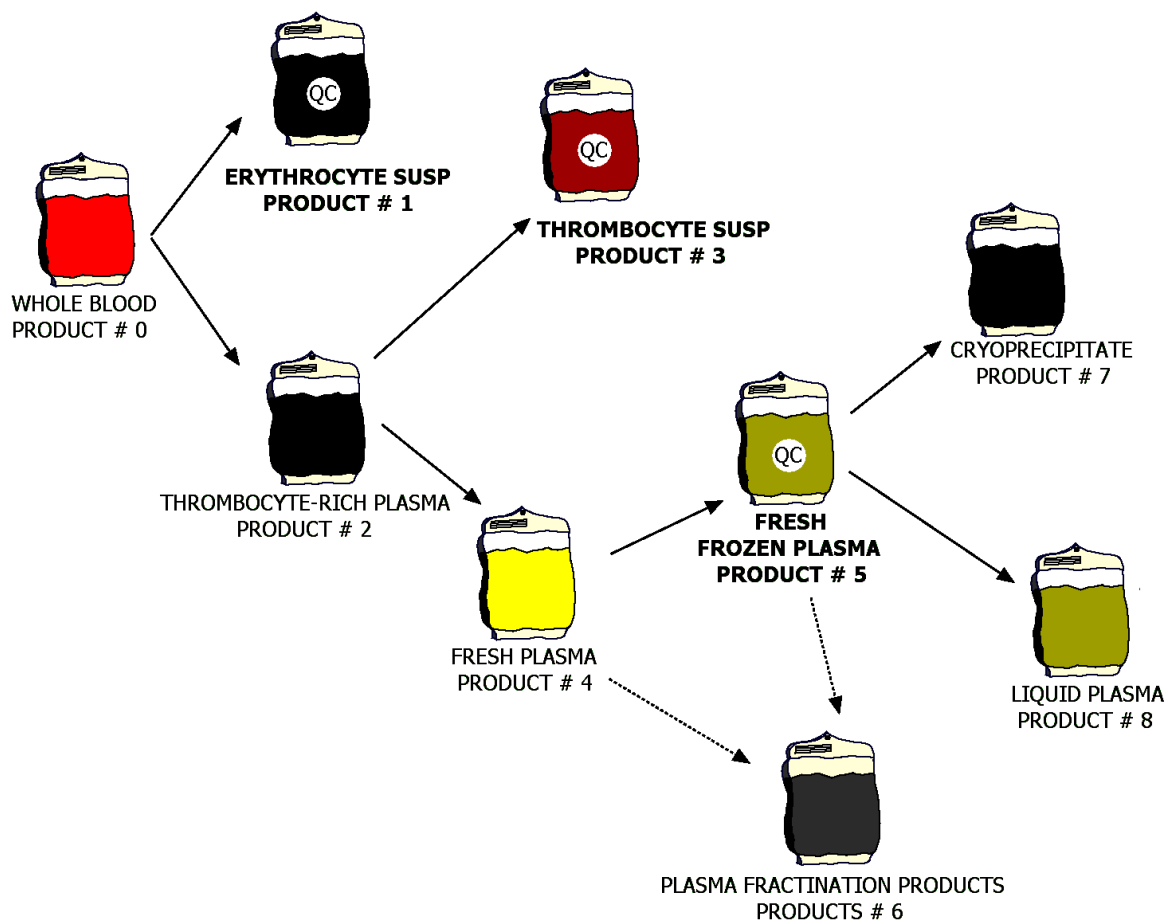 QC
ERYTHROCYTE SUSP
PRODUCT # 1
QC
THROMBOCYTE SUSP
PRODUCT # 3
WHOLE BLOOD
PRODUCT # 0
CRYOPRECIPITATE
PRODUCT # 7
THROMBOCYTE-RICH PLASMA
PRODUCT # 2
QC
FRESH
FROZEN PLASMA
PRODUCT # 5
FRESH PLASMA
PRODUCT # 4
LIQUID PLASMA
PRODUCT # 8
PLASMA FRACTINATION PRODUCTS
PRODUCTS # 6